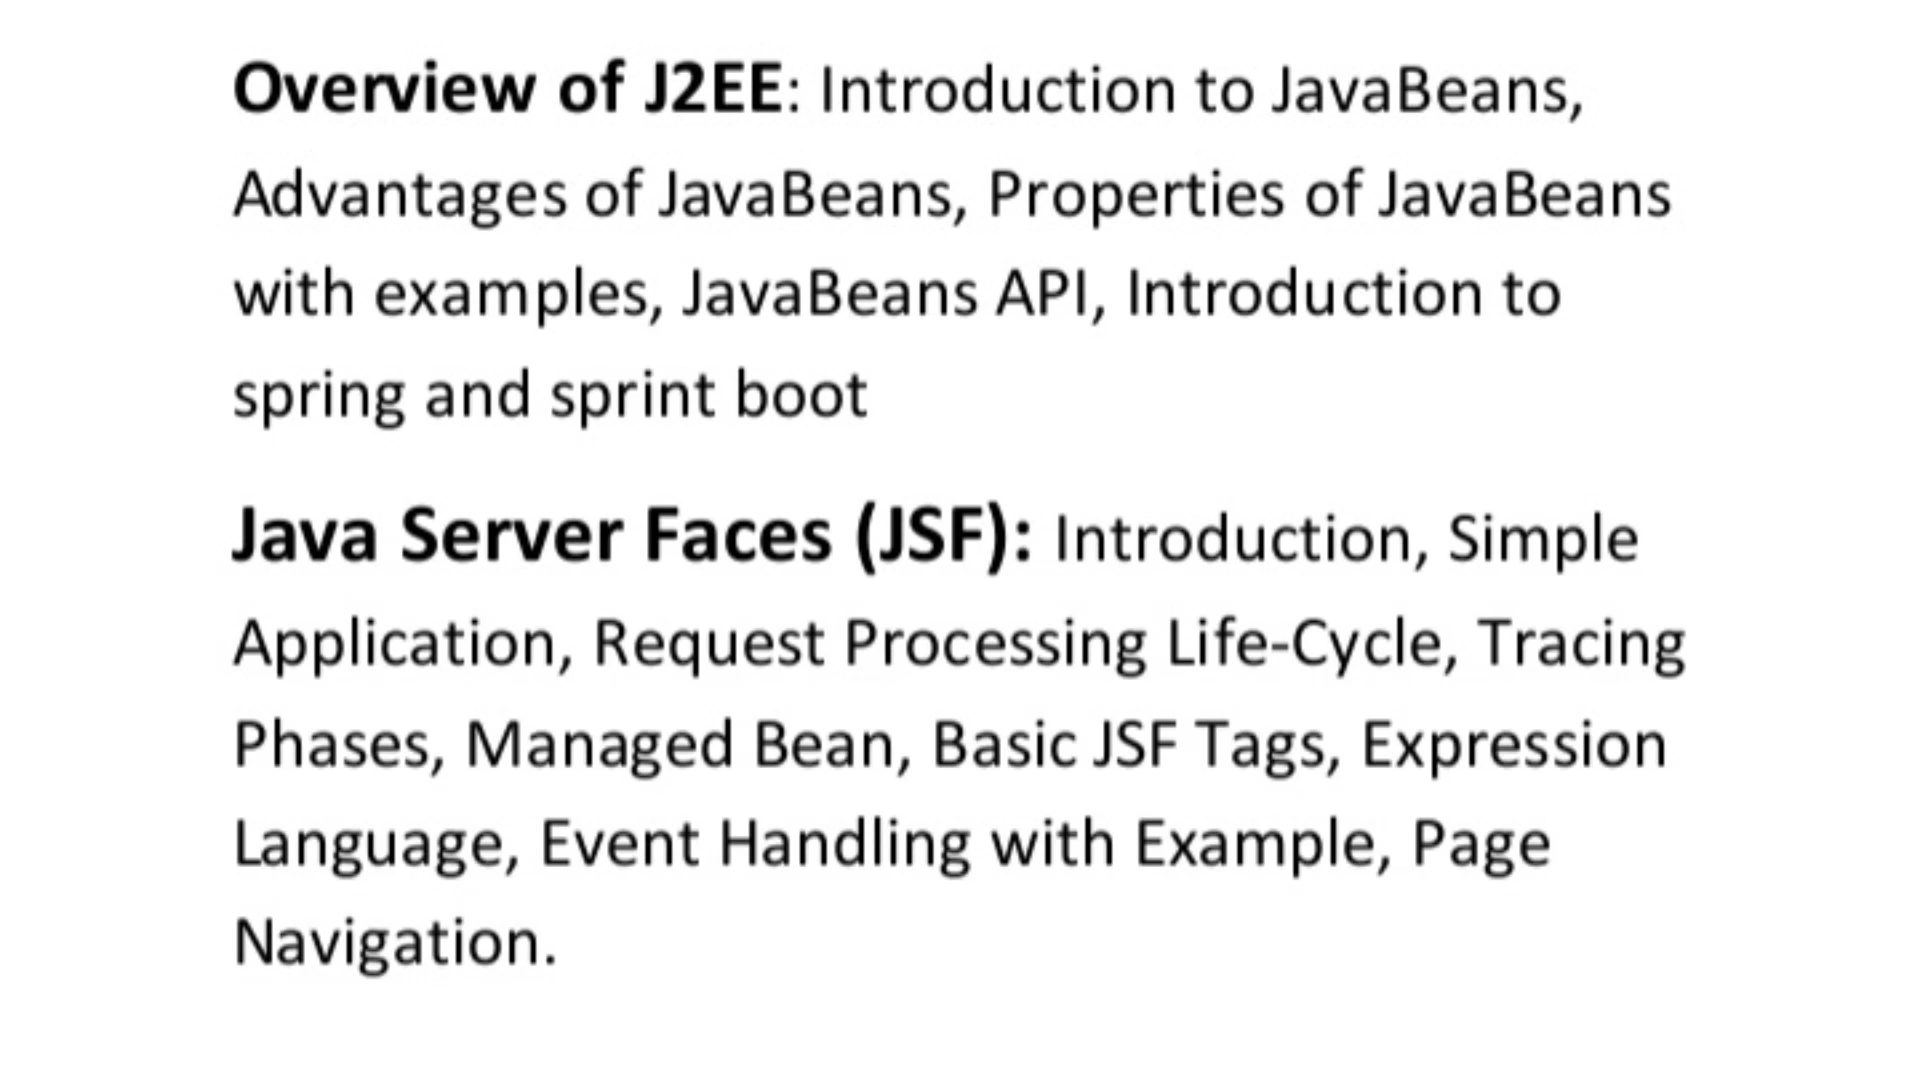 Overview of J2EE: Introduction to JavaBeans,
Advantages of JavaBeans, Properties of JavaBeans
with examples, JavaBeans API, Introduction to
spring and sprint boot
Java Server Faces (JSF): Introduction, Simple
Application, Request Processing Life-Cycle, Tracing
Phases, Managed Bean, Basic JSF Tags, Expression
Language, Event Handling with Example, Page
Navigation.